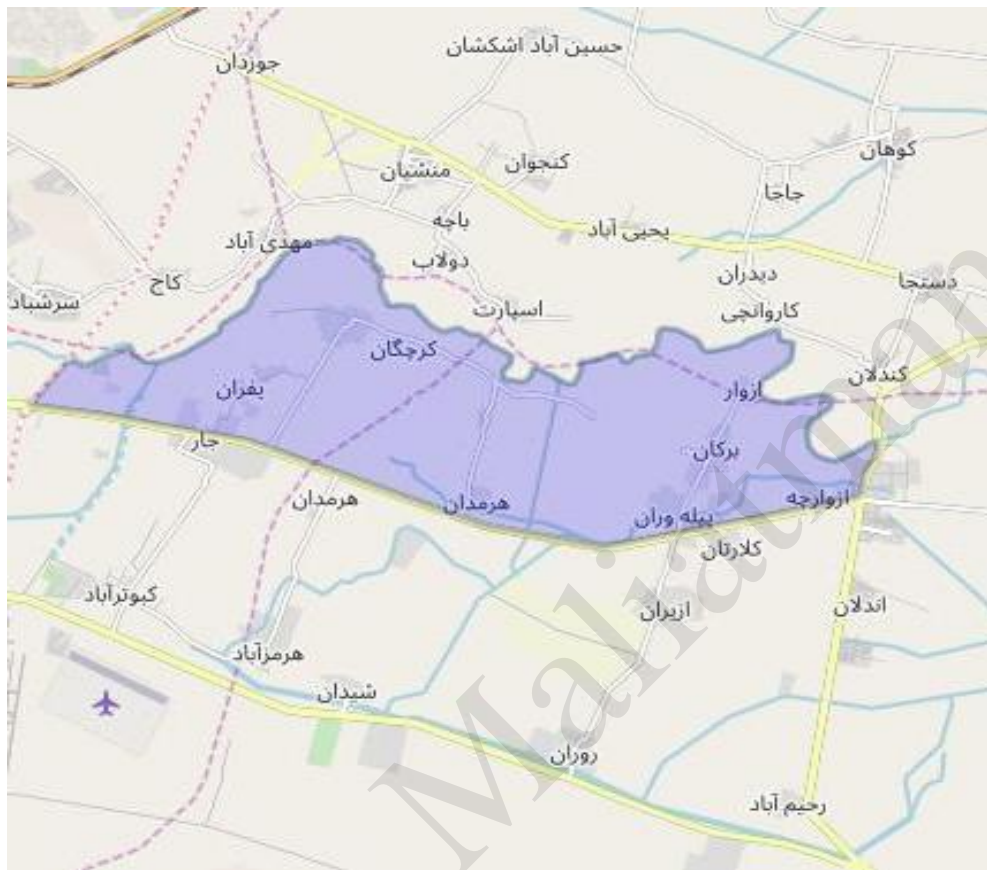 حسین آباد اشکشان
جوزدان
کوهان
کنجوان
منشیان
جاجا
باچه
یحیی آباد
مهدی آباد
دولاب
دیدران
دستجا
کاج
سرشباد
اسپارت
کاروانچی
کرچگان
کندلان
یفران
ازوار
جار
برکان
هرمدان
هرمدان
ازوارچه
پیله وران
کلارتان
کبوترآباد
ازیران
اندلان
هرمزآباد
شیدان
روران
رحیم آباد